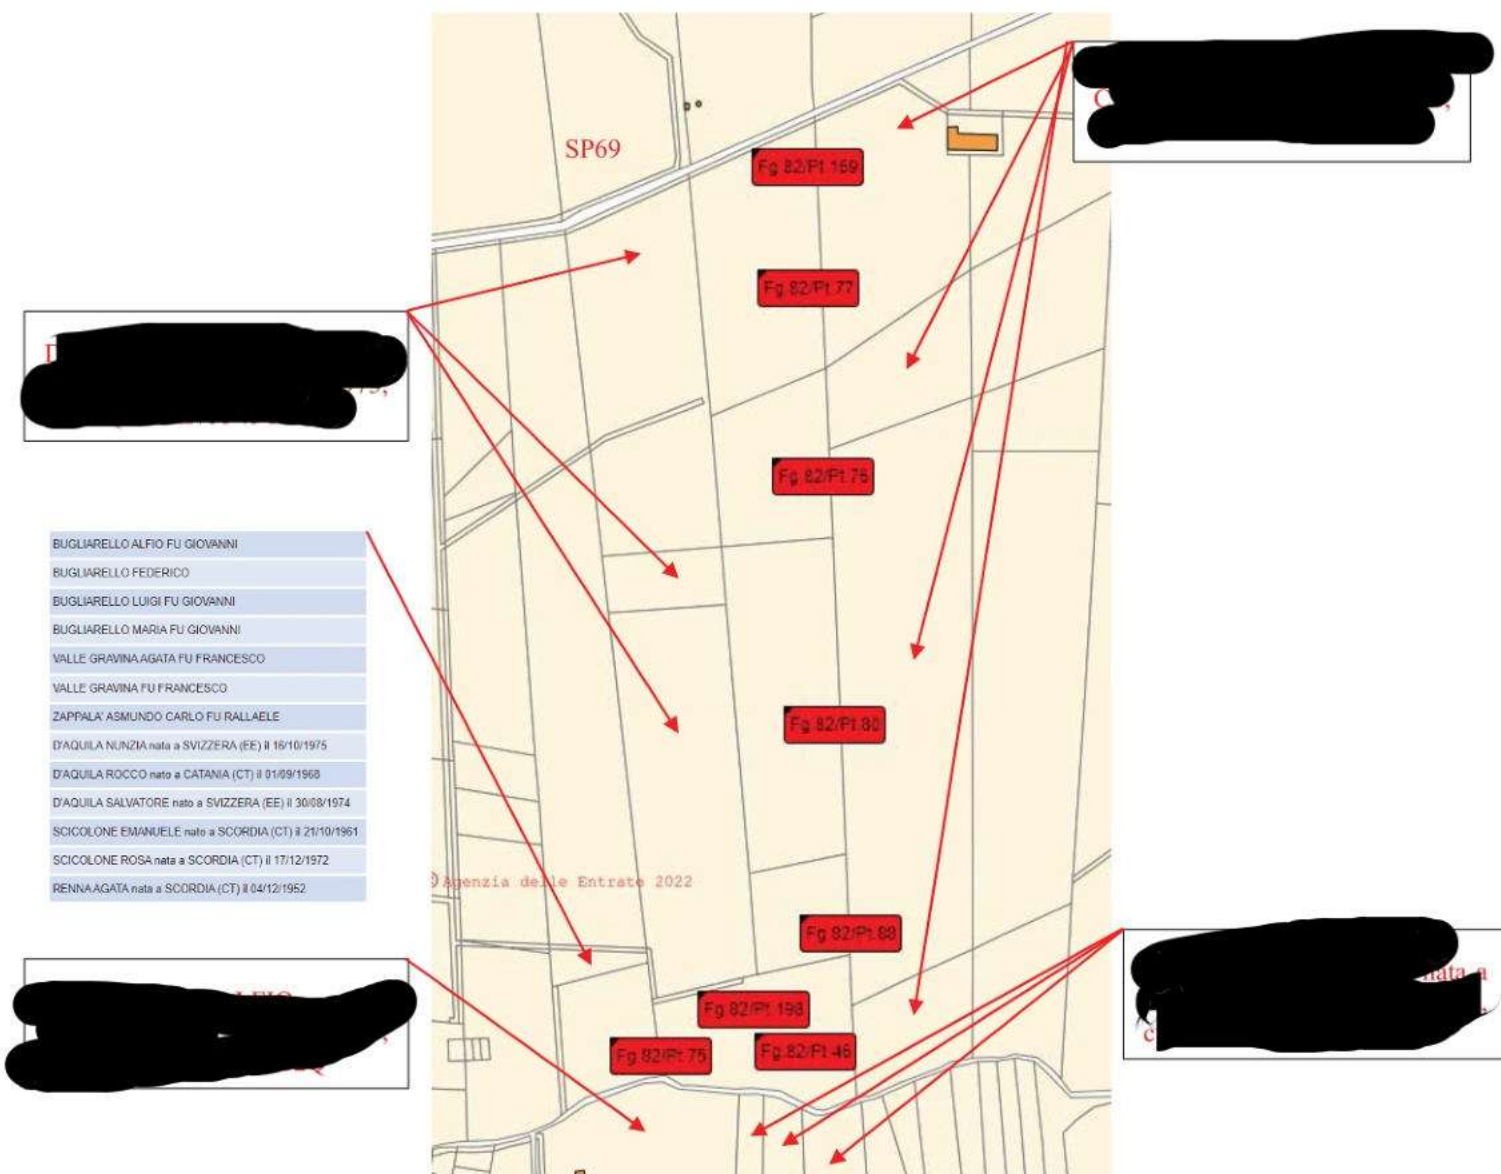 SP69
Fg.82/Pt.169
Fg.82/Pt.77
Fg.82/Pt.76
BUGLIARELLO ALFIO FU GIOVANNI
BUGLIARELLO FEDERICO
BUGLIARELLO LUIGI FU GIOVANNI
BUGLIARELLO MARIA FU GIOVANNI
VALLE GRAVINA AGATA FU FRANCESCO
VALLE GRAVINA FU FRANCESCO
ZAPPALA' ASMUNDO CARLO FU RALLAELE
D'AQUILA NUNZIA nata a SVIZZERA (EE) il 16/10/1975
D'AQUILA ROCCO nato a CATANIA (CT) il 01/09/1968
D'AQUILA SALVATORE nato a SVIZZERA (EE) il 30/08/1974
SCICOLONE EMANUELE nato a SCORDIA (CT) il 21/10/1961
SCICOLONE ROSA nata a SCORDIA (CT) il 17/12/1972
RENNA AGATA nata a SCORDIA (CT) il 04/12/1952
Fg.82/Pt.80
Agenzia delle Entrate 2022
Fg.82/Pt.88
nata a
Fg.82/Pt.198
Fg.82/Pt.75
Fg.82/Pt.46